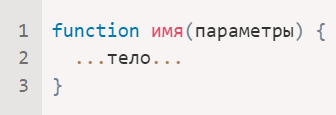 1 function имя(параметры) {
2 ...тело...
3 }